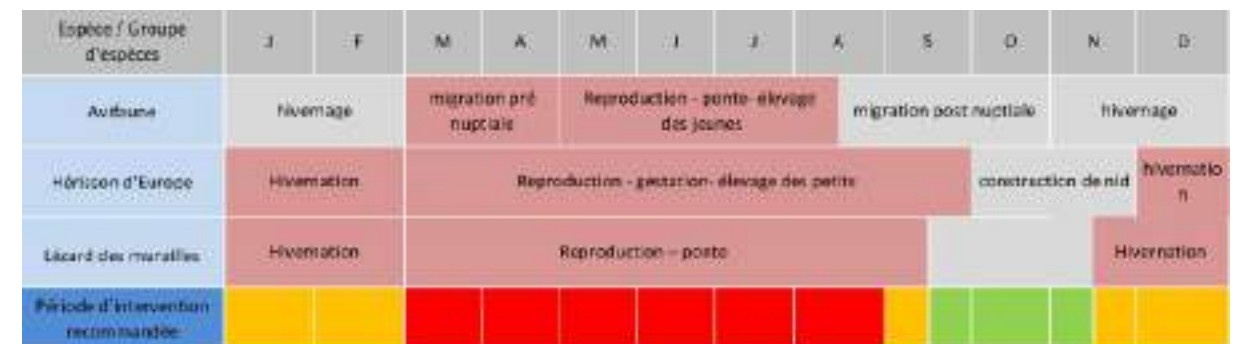 Espèce / Groupe
d'espèces
J F M A M J J A S O N D
Avifaune
hivernage
migration pré
nuptiale
Reproduction - ponte- élevage
des jeunes
migration post nuptiale
hivernage
Hérisson d'Europe
Hivernation
Reproduction - gestation- élevage des petits
construction de nid
hivernatio
n
Lézard des murailles
Hivernation
Reproduction – ponte
Hivernation
Période d'intervention
recommandée